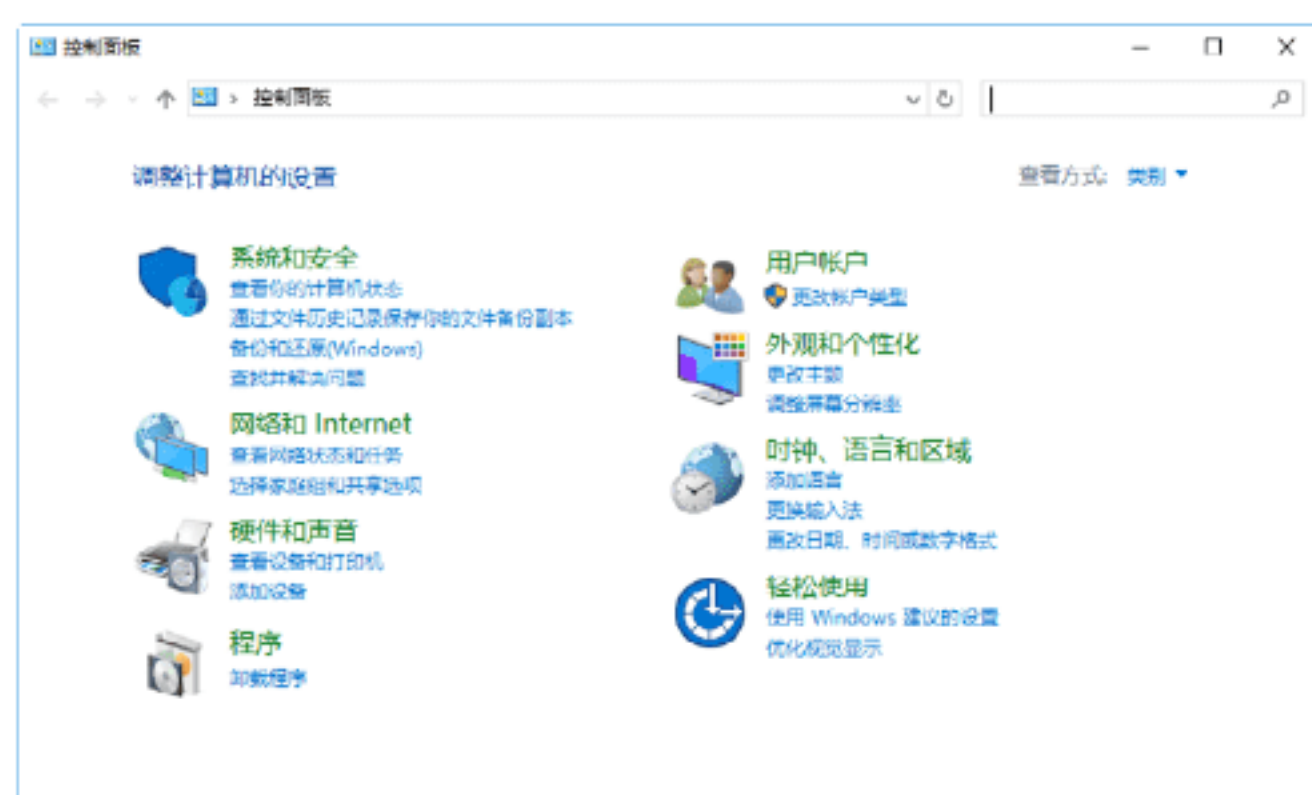 控制面板
控制面板
调整计算机的设置
查看方式: 类别
系统和安全
查看你的计算机状态
通过文件历史记录保存你的文件备份副本
备份和还原(Windows)
查找并解决问题
网络和 Internet
查看网络状态和任务
选择家庭组和共享选项
硬件和声音
查看设备和打印机
添加设备
程序
卸载程序
用户帐户
更改帐户类型
外观和个性化
更改主题
调整屏幕分辨率
时钟、语言和区域
添加语言
更换输入法
更改日期、时间或数字格式
轻松使用
使用 Windows 建议的设置
优化视觉显示